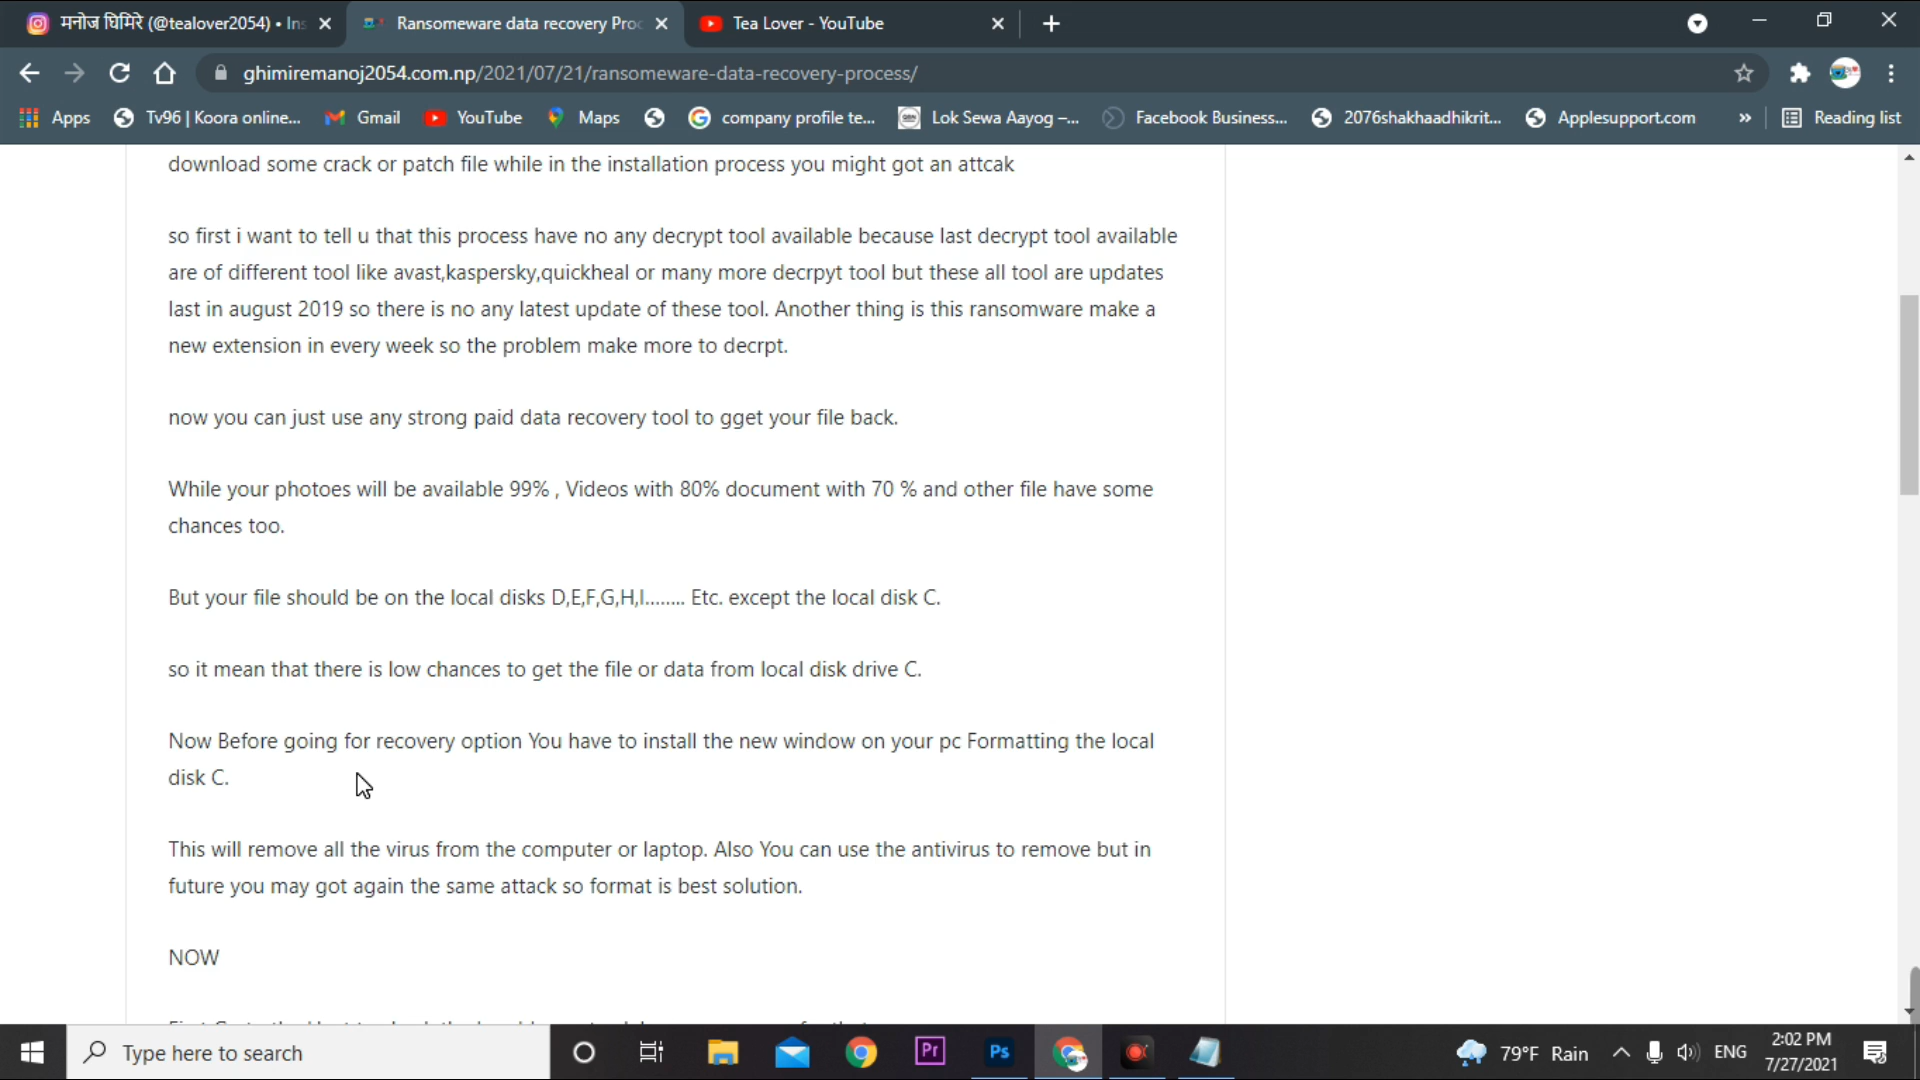 मनोज घिमिरे (@tealover2054) • Ins
Ransomeware data recovery Proc
Tea Lover - YouTube
ghimiremanoj2054.com.np/2021/07/21/ransomeware-data-recovery-process/
Apps
Tv96 | Koora online...
Gmail
YouTube
Maps
company profile te...
Lok Sewa Aayog –...
Facebook Business...
2076shakhaadhikrit...
Applesupport.com
»
Reading list
download some crack or patch file while in the installation process you might got an attcak
so first i want to tell u that this process have no any decrypt tool available because last decrypt tool available
are of different tool like avast,kaspersky,quickheal or many more decrpyt tool but these all tool are updates
last in august 2019 so there is no any latest update of these tool. Another thing is this ransomware make a
new extension in every week so the problem make more to decrpt.
now you can just use any strong paid data recovery tool to gget your file back.
While your photoes will be available 99% , Videos with 80% document with 70 % and other file have some
chances too.
But your file should be on the local disks D,E,F,G,H,I........ Etc. except the local disk C.
so it mean that there is low chances to get the file or data from local disk drive C.
Now Before going for recovery option You have to install the new window on your pc Formatting the local
disk C.
This will remove all the virus from the computer or laptop. Also You can use the antivirus to remove but in
future you may got again the same attack so format is best solution.
NOW
Type here to search
Pr
Ps
79°F Rain
ENG
2:02 PM
7/27/2021